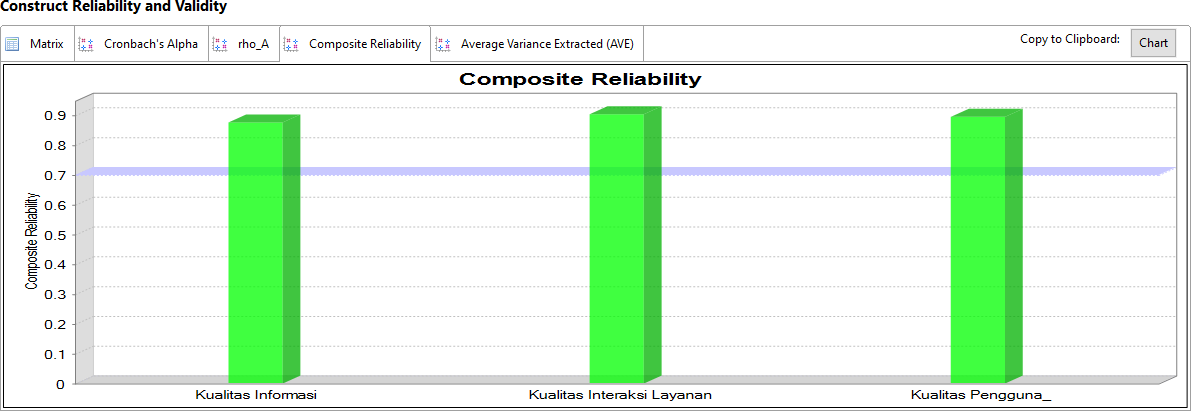 Construct Reliability and Validity
Matrix
Cronbach's Alpha
rho_A
Composite Reliability
Average Variance Extracted (AVE)
Copy to Clipboard:
Chart
Composite Reliability
Composite Reliability
0.9
0.8
0.7
0.6
0.5
0.4
0.3
0.2
0.1
0
Kualitas Informasi
Kualitas Interaksi Layanan
Kualitas Pengguna_